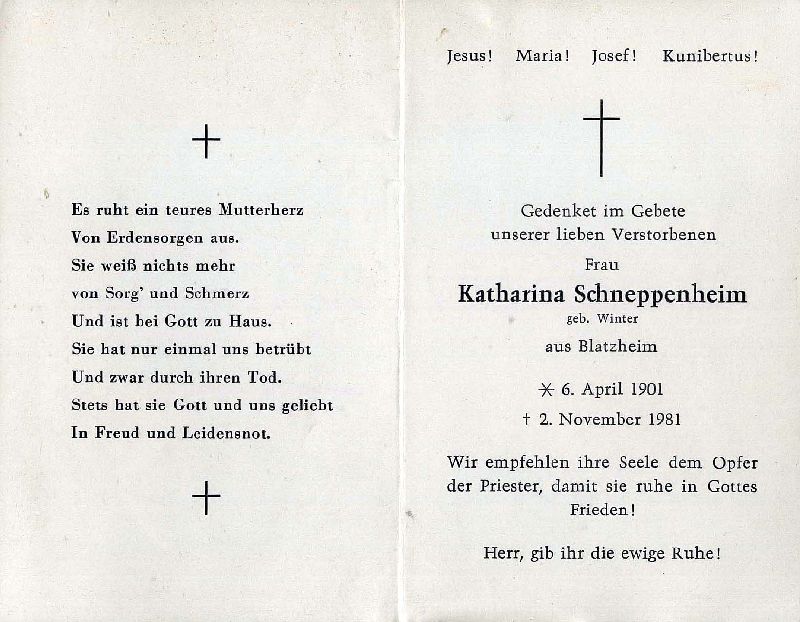 Es ruht ein teures Mutterherz
Von Erdensorgen aus.
Sie weiß nichts mehr
von Sorg' und Schmerz
Und ist bei Gott zu Haus.
Sie hat nur einmal uns betrübt
Und zwar durch ihren Tod.
Stets hat sie Gott und uns geliebt
In Freud und Leidensnot.
Jesus! Maria! Josef! Kunibertus!
Gedenket im Gebete
unserer lieben Verstorbenen
Frau
Katharina Schneppenheim
geb. Winter
aus Blatzheim
* 6. April 1901
† 2. November 1981
Wir empfehlen ihre Seele dem Opfer
der Priester, damit sie ruhe in Gottes
Frieden!
Herr, gib ihr die ewige Ruhe!